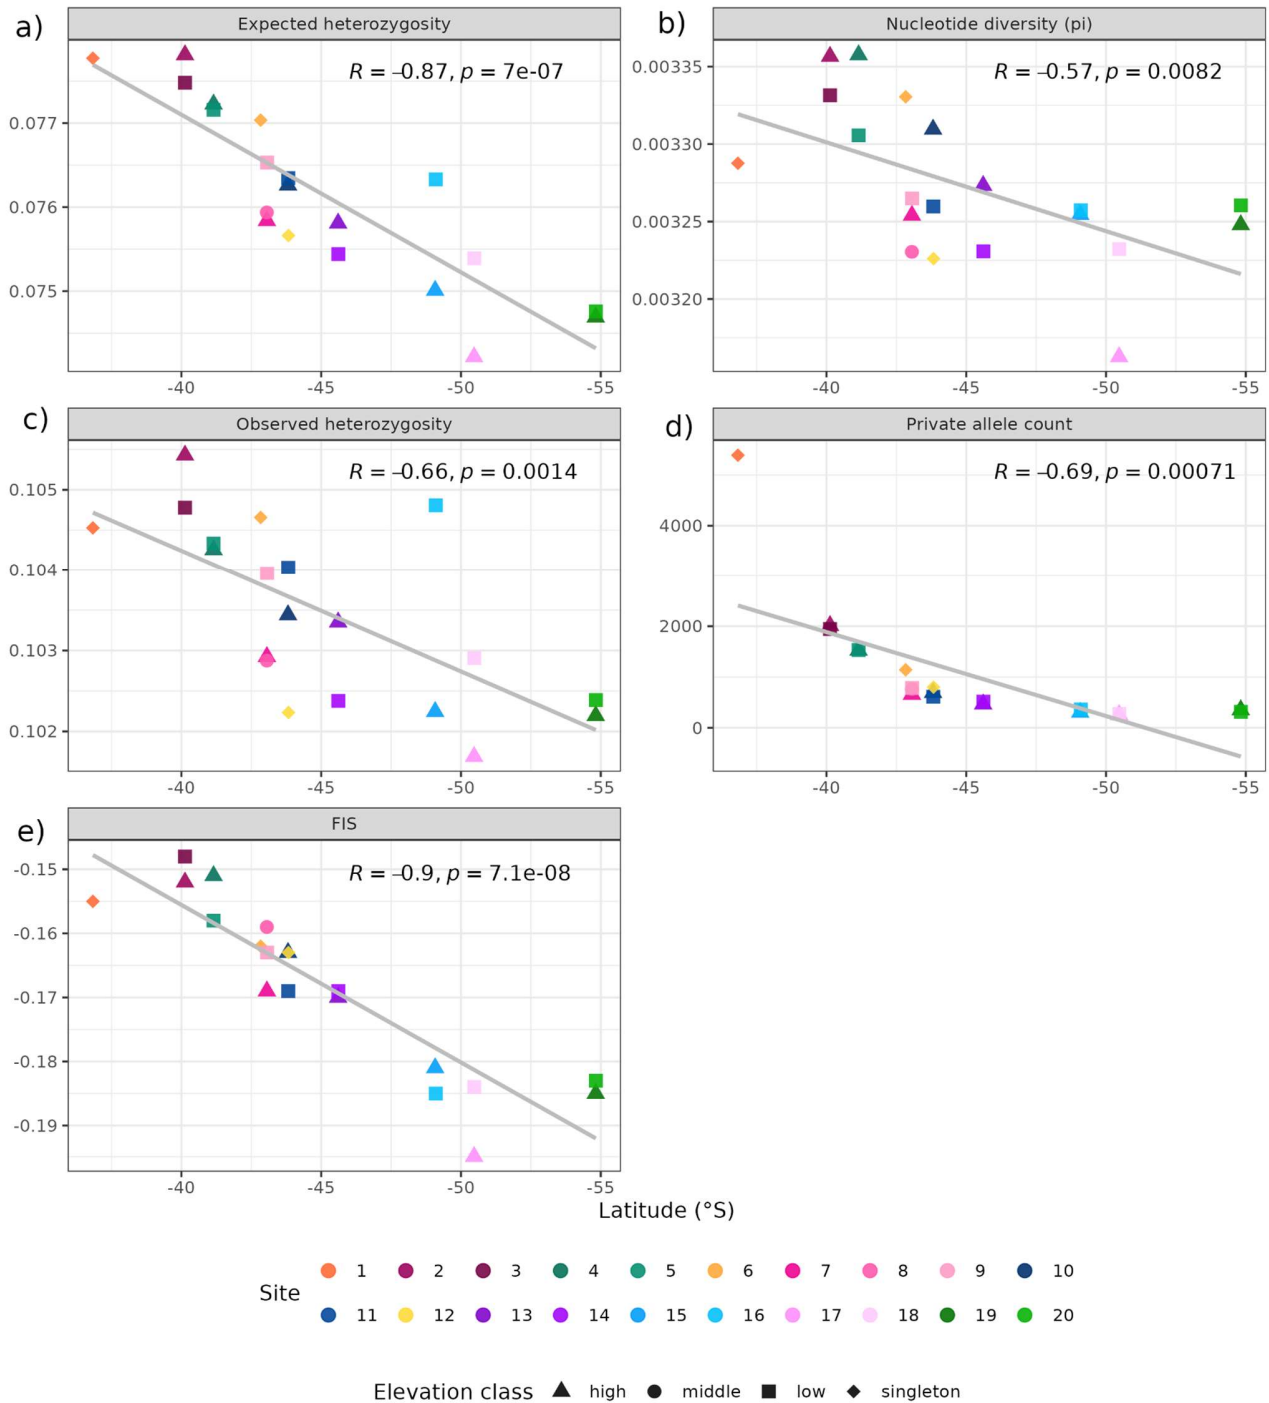 a)
Expected heterozygosity
R = –0.87, p = 7e-07
0.077
0.076
0.075
-40 -45 -50 -55
b)
Nucleotide diversity (pi)
R = –0.57, p = 0.0082
0.00335
0.00330
0.00325
0.00320
-40 -45 -50 -55
c)
Observed heterozygosity
R = –0.66, p = 0.0014
0.105
0.104
0.103
0.102
-40 -45 -50 -55
d)
Private allele count
R = –0.69, p = 0.00071
4000
2000
0
-40 -45 -50 -55
e)
FIS
R = –0.9, p = 7.1e-08
-0.15
-0.16
-0.17
-0.18
-0.19
-40 -45 -50 -55
Latitude (°S)
Site
1 2 3 4 5 6 7 8 9 10
11 12 13 14 15 16 17 18 19 20
Elevation class high middle low singleton